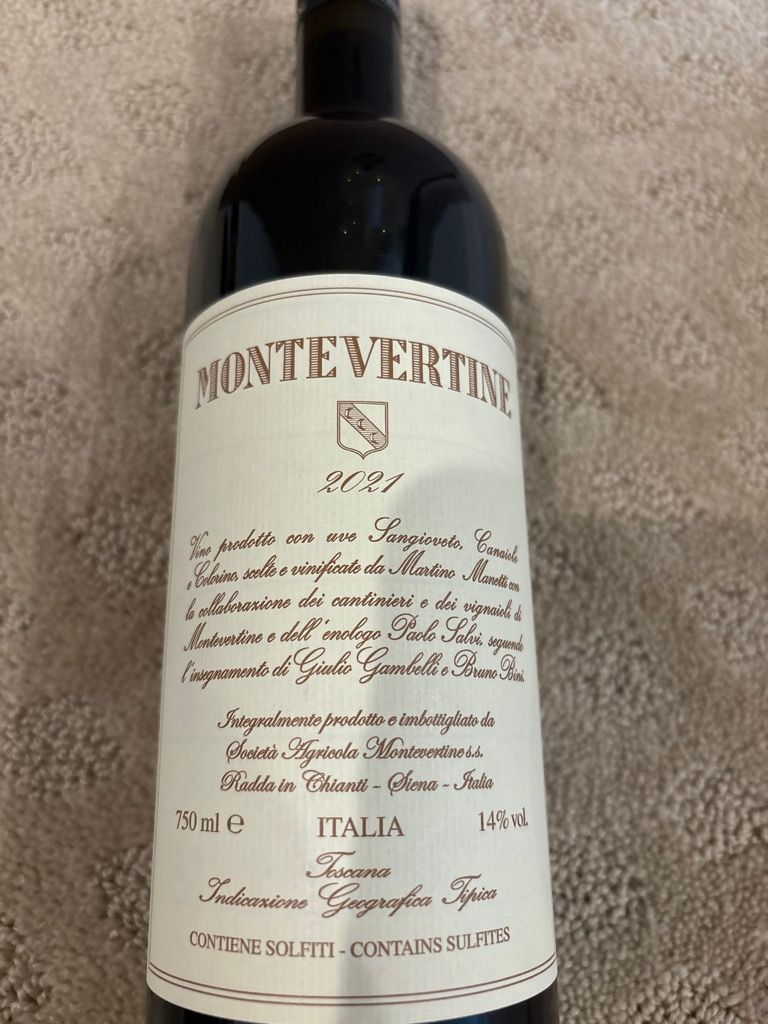 MONTEVERTINE
2021
Vino prodotto con uve Sangioveto, Canaiolo
e Colorino, scelte e vinificate da Martino Manetti con
la collaborazione dei cantinieri e dei vignaioli di
Montevertine e dell'enologo Paolo Salvi, seguendo
l'insegnamento di Giulio Gambelli e Bruno Bini.
Integralmente prodotto e imbottigliato da
Società Agricola Montevertine s.s.
Radda in Chianti - Siena - Italia
750 ml e ITALIA 14% vol.
Toscana
Indicazione Geografica Tipica
CONTIENE SOLFITI - CONTAINS SULFITES